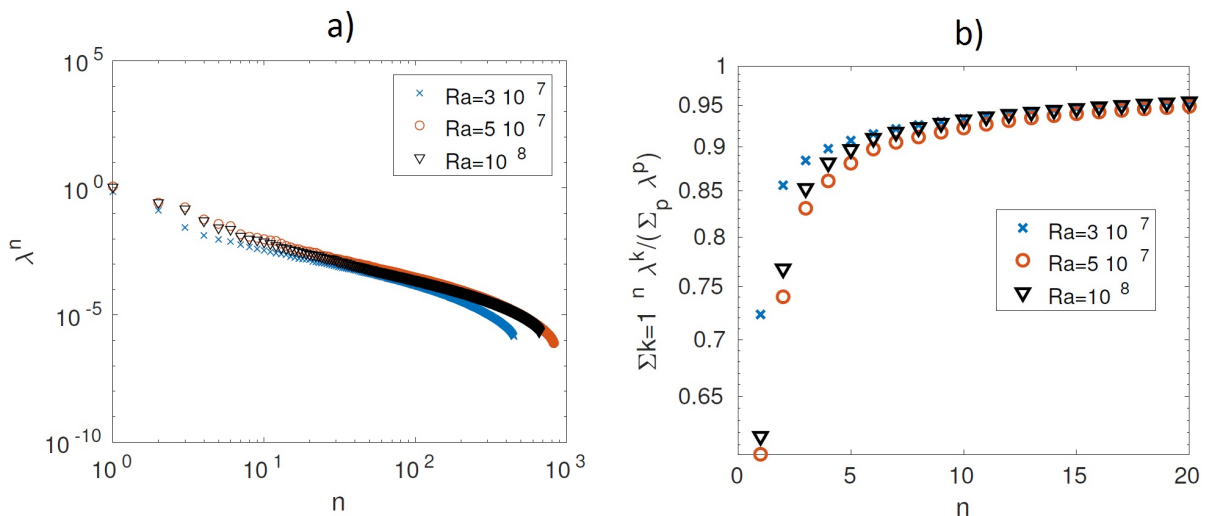 a)
10^5
10^0
10^-5
10^-10
λ^n
10^0
10^1
10^2
10^3
n
Ra=3 10^7
Ra=5 10^7
Ra=10^8
b)
1
0.95
0.9
0.85
0.8
0.75
0.7
0.65
Σk=1^n λ^k/(Σ_p λ^p)
0
5
10
15
20
n
Ra=3 10^7
Ra=5 10^7
Ra=10^8